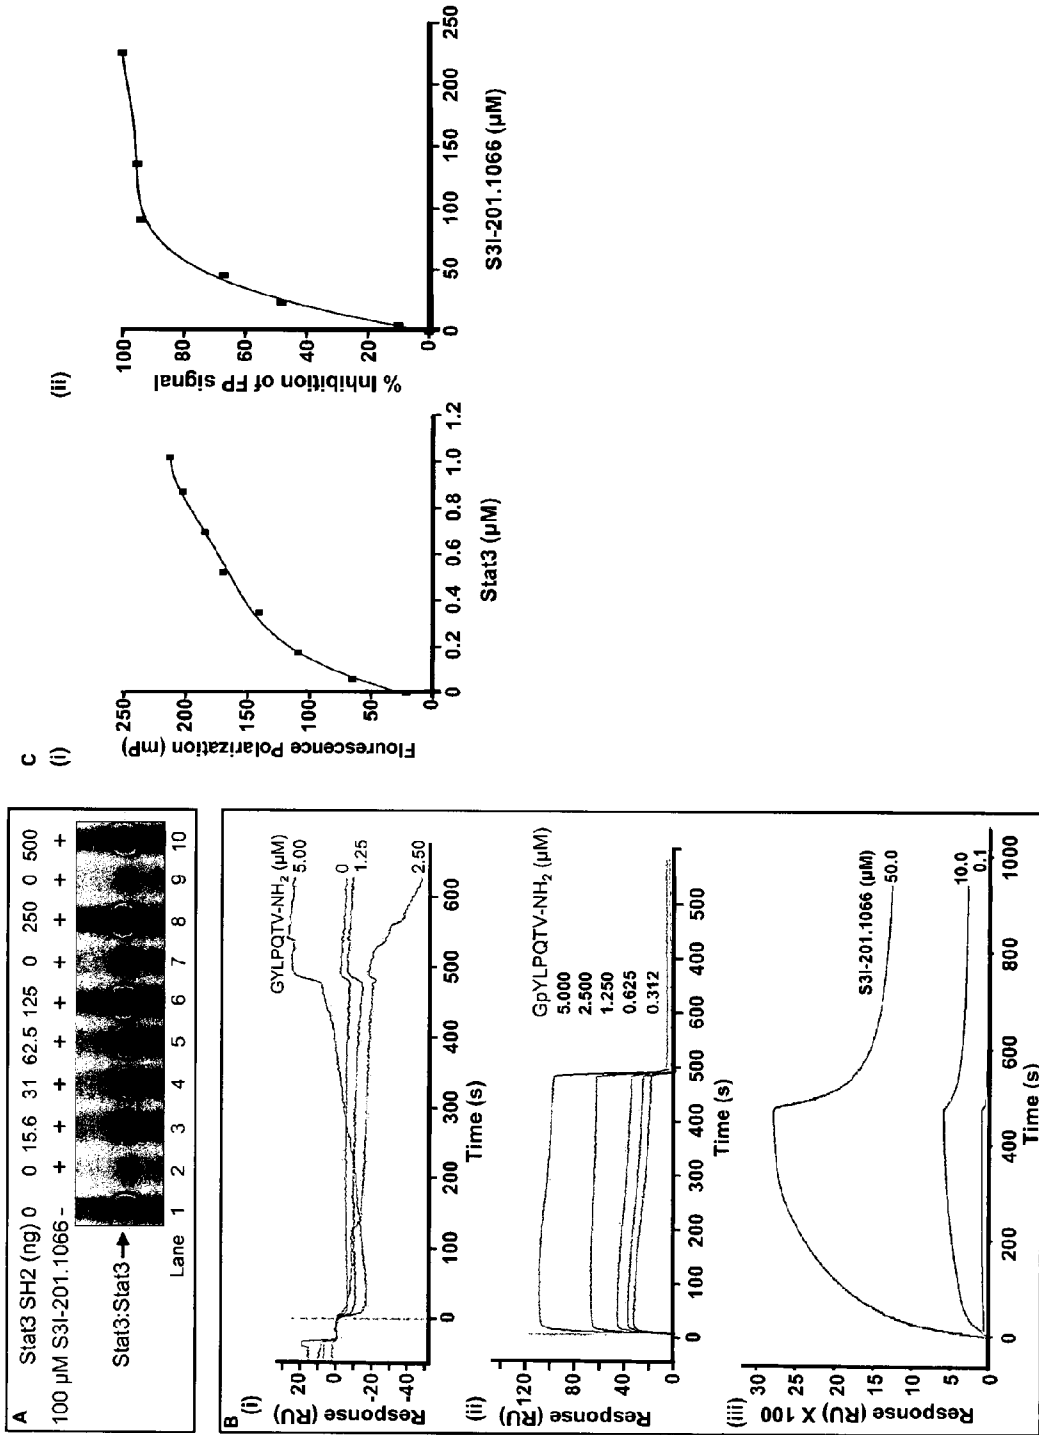 A
Stat3 SH2 (ng) 0 0 15.6 31 62.5 125 0 250 0 500
100 µM S3I-201.1066 - + + + + + + + + +
Stat3:Stat3
Lane 1 2 3 4 5 6 7 8 9 10
B
(i)
GYLPQTV-NH2 (µM)
5.00
0
1.25
2.50
Response (RU)
20
0
-20
-40
0 100 200 300 400 500 600
Time (s)
(ii)
GpYLPQTV-NH2 (µM)
5.000
2.500
1.250
0.625
0.312
Response (RU)
120
80
40
0
0 100 200 300 400 500 600 400 500
Time (s)
(iii)
S3I-201.1066 (µM)
50.0
10.0
0.1
Response (RU) X 100
30
25
20
15
10
5
0
0 200 400 600 800 1000
Time (s)
C
(i)
Flourescence Polarization (mP)
250
200
150
100
50
0
0 0.2 0.4 0.6 0.8 1.0 1.2
Stat3 (µM)
(ii)
% Inhibition of FP signal
100
80
60
40
20
0
0 50 100 150 200 250
S3I-201.1066 (µM)